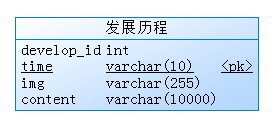 发展历程
develop_id int
time varchar(10) <pk>
img varchar(255)
content varchar(10000)